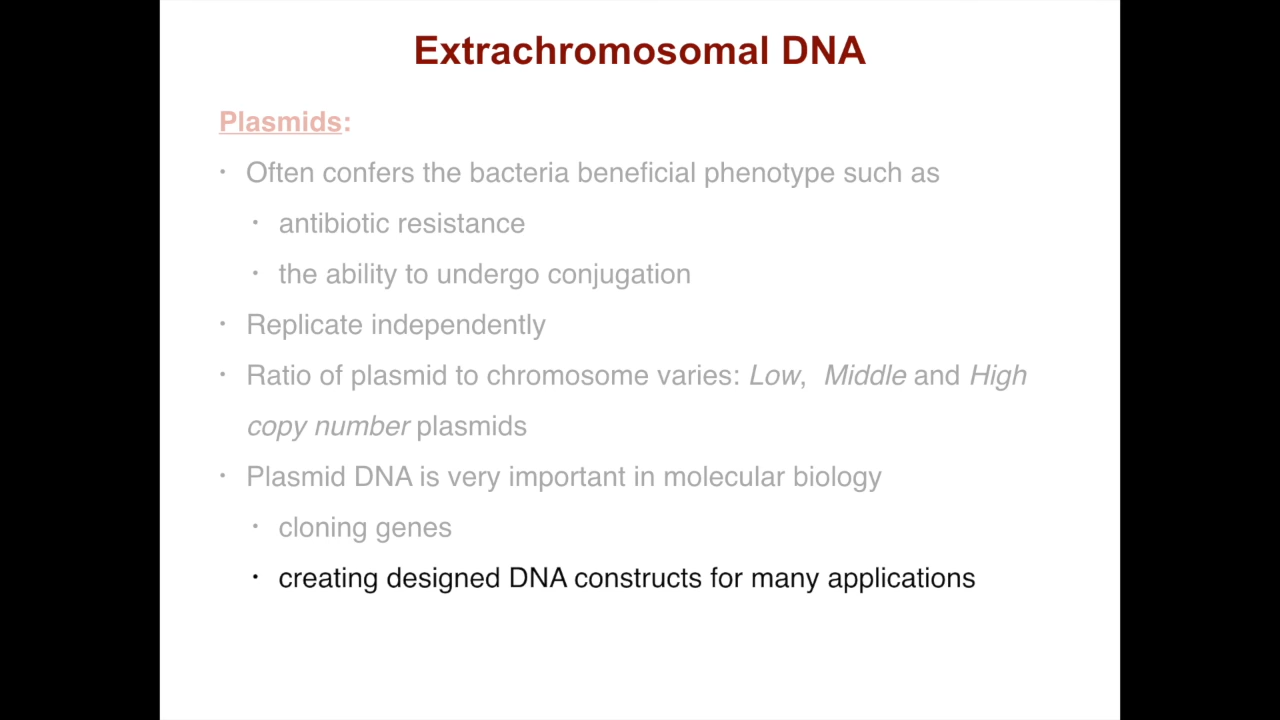 Extrachromosomal DNA
Plasmids:
• Often confers the bacteria beneficial phenotype such as
• antibiotic resistance
• the ability to undergo conjugation
• Replicate independently
• Ratio of plasmid to chromosome varies: Low, Middle and High
copy number plasmids
• Plasmid DNA is very important in molecular biology
• cloning genes
• creating designed DNA constructs for many applications